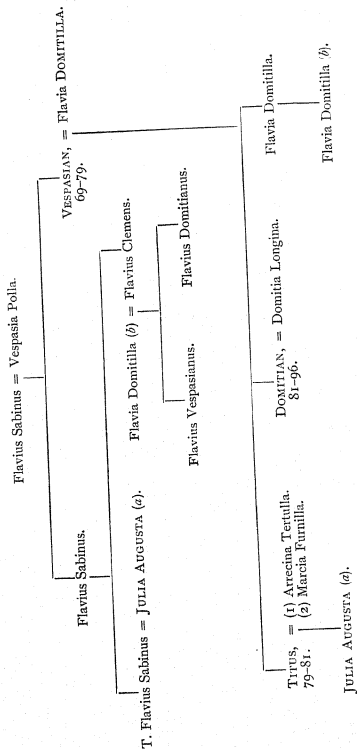 Flavius Sabinus = Vespasia Polla.
Flavius Sabinus.
VESPASIAN, = Flavia DOMITILLA.
69-79.
T. Flavius Sabinus = JULIA AUGUSTA (a).
Flavia Domitilla (b) = Flavius Clemens.
Flavius Vespasianus.
Flavius Domitianus.
TITUS, = (1) Arrecina Tertulla.
79-81. (2) Marcia Furnilla.
DOMITIAN, = Domitia Longina.
81-96.
Flavia Domitilla.
JULIA AUGUSTA (a).
Flavia Domitilla (b).